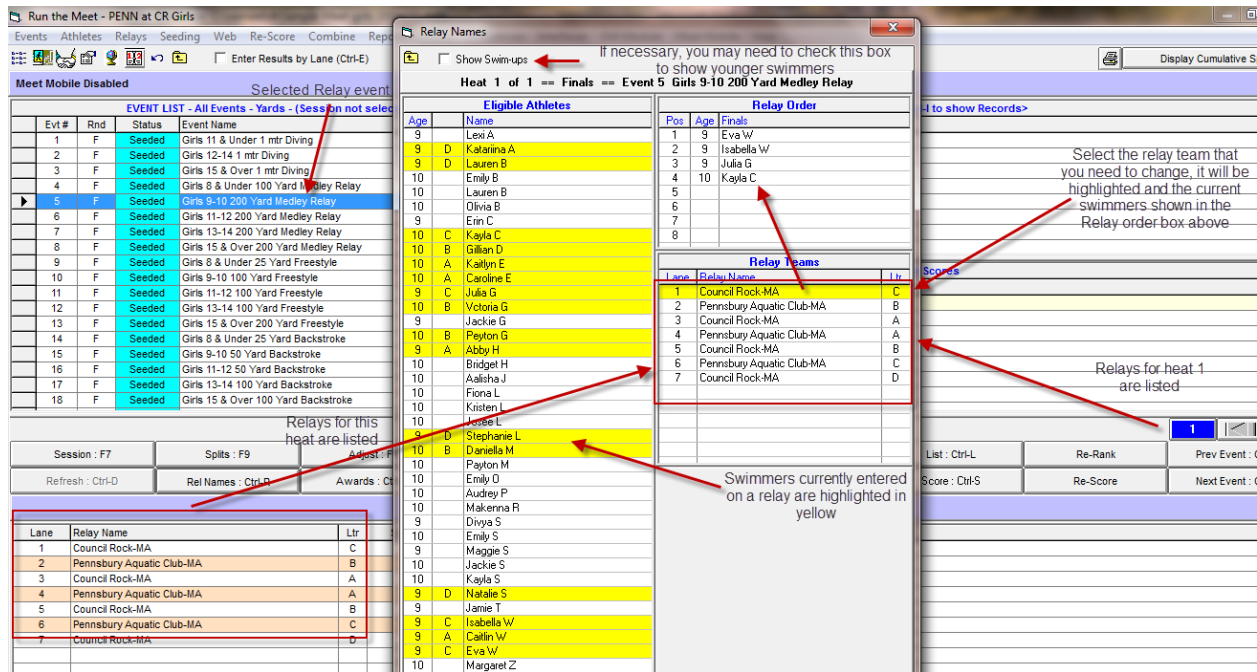 Run the Meet - PENN at CR Girls
Events Athletes Relays Seeding Web Re-Score Combine
Enter Results by Lane (Ctrl-E)
Display Cumulative
Meet Mobile Disabled
Selected Relay event
EVENT LIST - All Events - Yards - (Session not
to show Records>
Evt # Rnd Status Event Name
1 F Seeded Girls 11 & Under 1 mtr Diving
2 F Seeded Girls 12-14 1 mtr Diving
3 F Seeded Girls 15 & Over 1 mtr Diving
4 F Seeded Girls 8 & Under 100 Yard Medley Relay
5 F Seeded Girls 9-10 200 Yard Medley Relay
6 F Seeded Girls 11-12 200 Yard Medley Relay
7 F Seeded Girls 13-14 200 Yard Medley Relay
8 F Seeded Girls 15 & Over 200 Yard Medley Relay
9 F Seeded Girls 8 & Under 25 Yard Freestyle
10 F Seeded Girls 9-10 100 Yard Freestyle
11 F Seeded Girls 11-12 100 Yard Freestyle
12 F Seeded Girls 13-14 100 Yard Freestyle
13 F Seeded Girls 15 & Over 200 Yard Freestyle
14 F Seeded Girls 8 & Under 25 Yard Backstroke
15 F Seeded Girls 9-10 50 Yard Backstroke
16 F Seeded Girls 11-12 50 Yard Backstroke
17 F Seeded Girls 13-14 100 Yard Backstroke
18 F Seeded Girls 15 & Over 100 Yard Backstroke
Relays for this
heat are listed
Session : F7 Splits : F9 Adjust :
Refresh : Ctrl-D Rel Names : Ctrl-R Awards :
Lane Relay Name Ltr
1 Council Rock-MA C
2 Pennsbury Aquatic Club-MA B
3 Council Rock-MA A
4 Pennsbury Aquatic Club-MA A
5 Council Rock-MA B
6 Pennsbury Aquatic Club-MA C
7 Council Rock-MA D
Relay Names
Show Swim-ups
If necessary, you may need to check this box
to show younger swimmers
Heat 1 of 1 == Finals == Event 5 Girls 9-10 200 Yard Medley Relay
Eligible Athletes
Age Name
9 Lexi A
9 D Katariina A
9 D Lauren B
10 Emily B
10 Lauren B
10 Olivia B
9 Erin C
10 C Kayla C
10 B Gillian D
10 A Kaitlyn E
10 A Caroline E
9 C Julia G
10 B Vctoria G
9 Jackie G
10 B Peyton G
9 A Abby H
10 Bridget H
10 Aalisha J
10 Fiona L
10 Kristen L
10 Josee L
9 D Stephanie L
10 B Daniella M
10 Payton M
10 Emily O
10 Audrey P
10 Makenna R
9 Divya S
10 Emily S
9 Maggie S
10 Jackie S
10 Kayla S
9 D Natalie S
9 Jamie T
9 C Isabella W
9 A Caitlin W
9 C Eva W
10 Margaret Z
Relay Order
Pos Age Finals
1 9 Eva W
2 9 Isabella W
3 9 Julia G
4 10 Kayla C
5
6
7
8
Relay Teams
Lane Relay Name Ltr
1 Council Rock-MA C
2 Pennsbury Aquatic Club-MA B
3 Council Rock-MA A
4 Pennsbury Aquatic Club-MA A
5 Council Rock-MA B
6 Pennsbury Aquatic Club-MA C
7 Council Rock-MA D
Swimmers currently entered
on a relay are highlighted in
yellow
Select the relay team that
you need to change, it will be
highlighted and the current
swimmers shown in the
Relay order box above
Scores
Relays for heat 1
are listed
1
List : Ctrl-L Re-Rank Prev Event :
Score : Ctrl-S Re-Score Next Event :